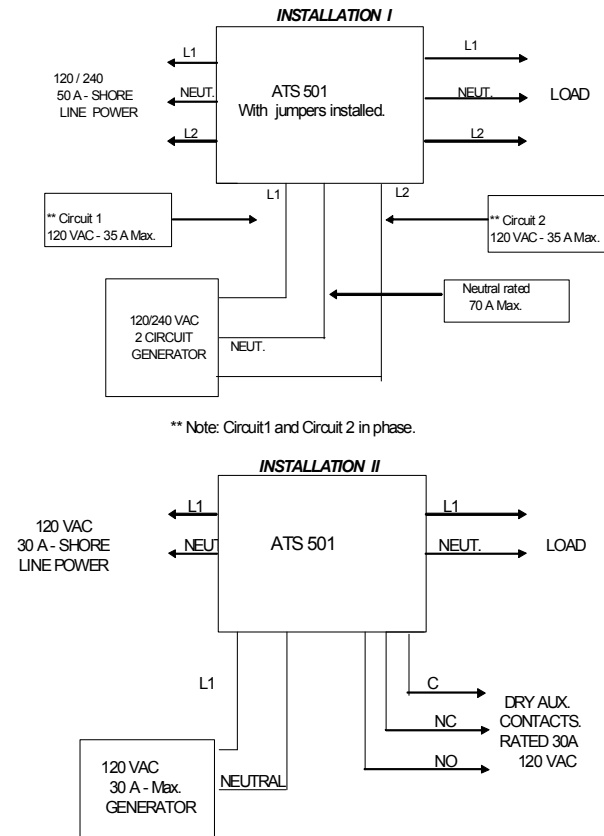 INSTALLATION I
L1
L1
120 / 240
50 A - SHORE
LINE POWER
NEUT.
ATS 501
With jumpers installed.
NEUT.
LOAD
L2
L2
L1
L2
** Circuit 1
120 VAC - 35 A Max.
** Circuit 2
120 VAC - 35 A Max.
Neutral rated
70 A Max.
120/240 VAC
2 CIRCUIT
GENERATOR
NEUT.
** Note: Circuit1 and Circuit 2 in phase.
INSTALLATION II
L1
L1
120 VAC
30 A - SHORE
LINE POWER
NEUT
ATS 501
NEUT.
LOAD
L1
C
NC
NO
DRY AUX.
CONTACTS.
RATED 30A
120 VAC
120 VAC
30 A - Max.
GENERATOR
NEUTRAL